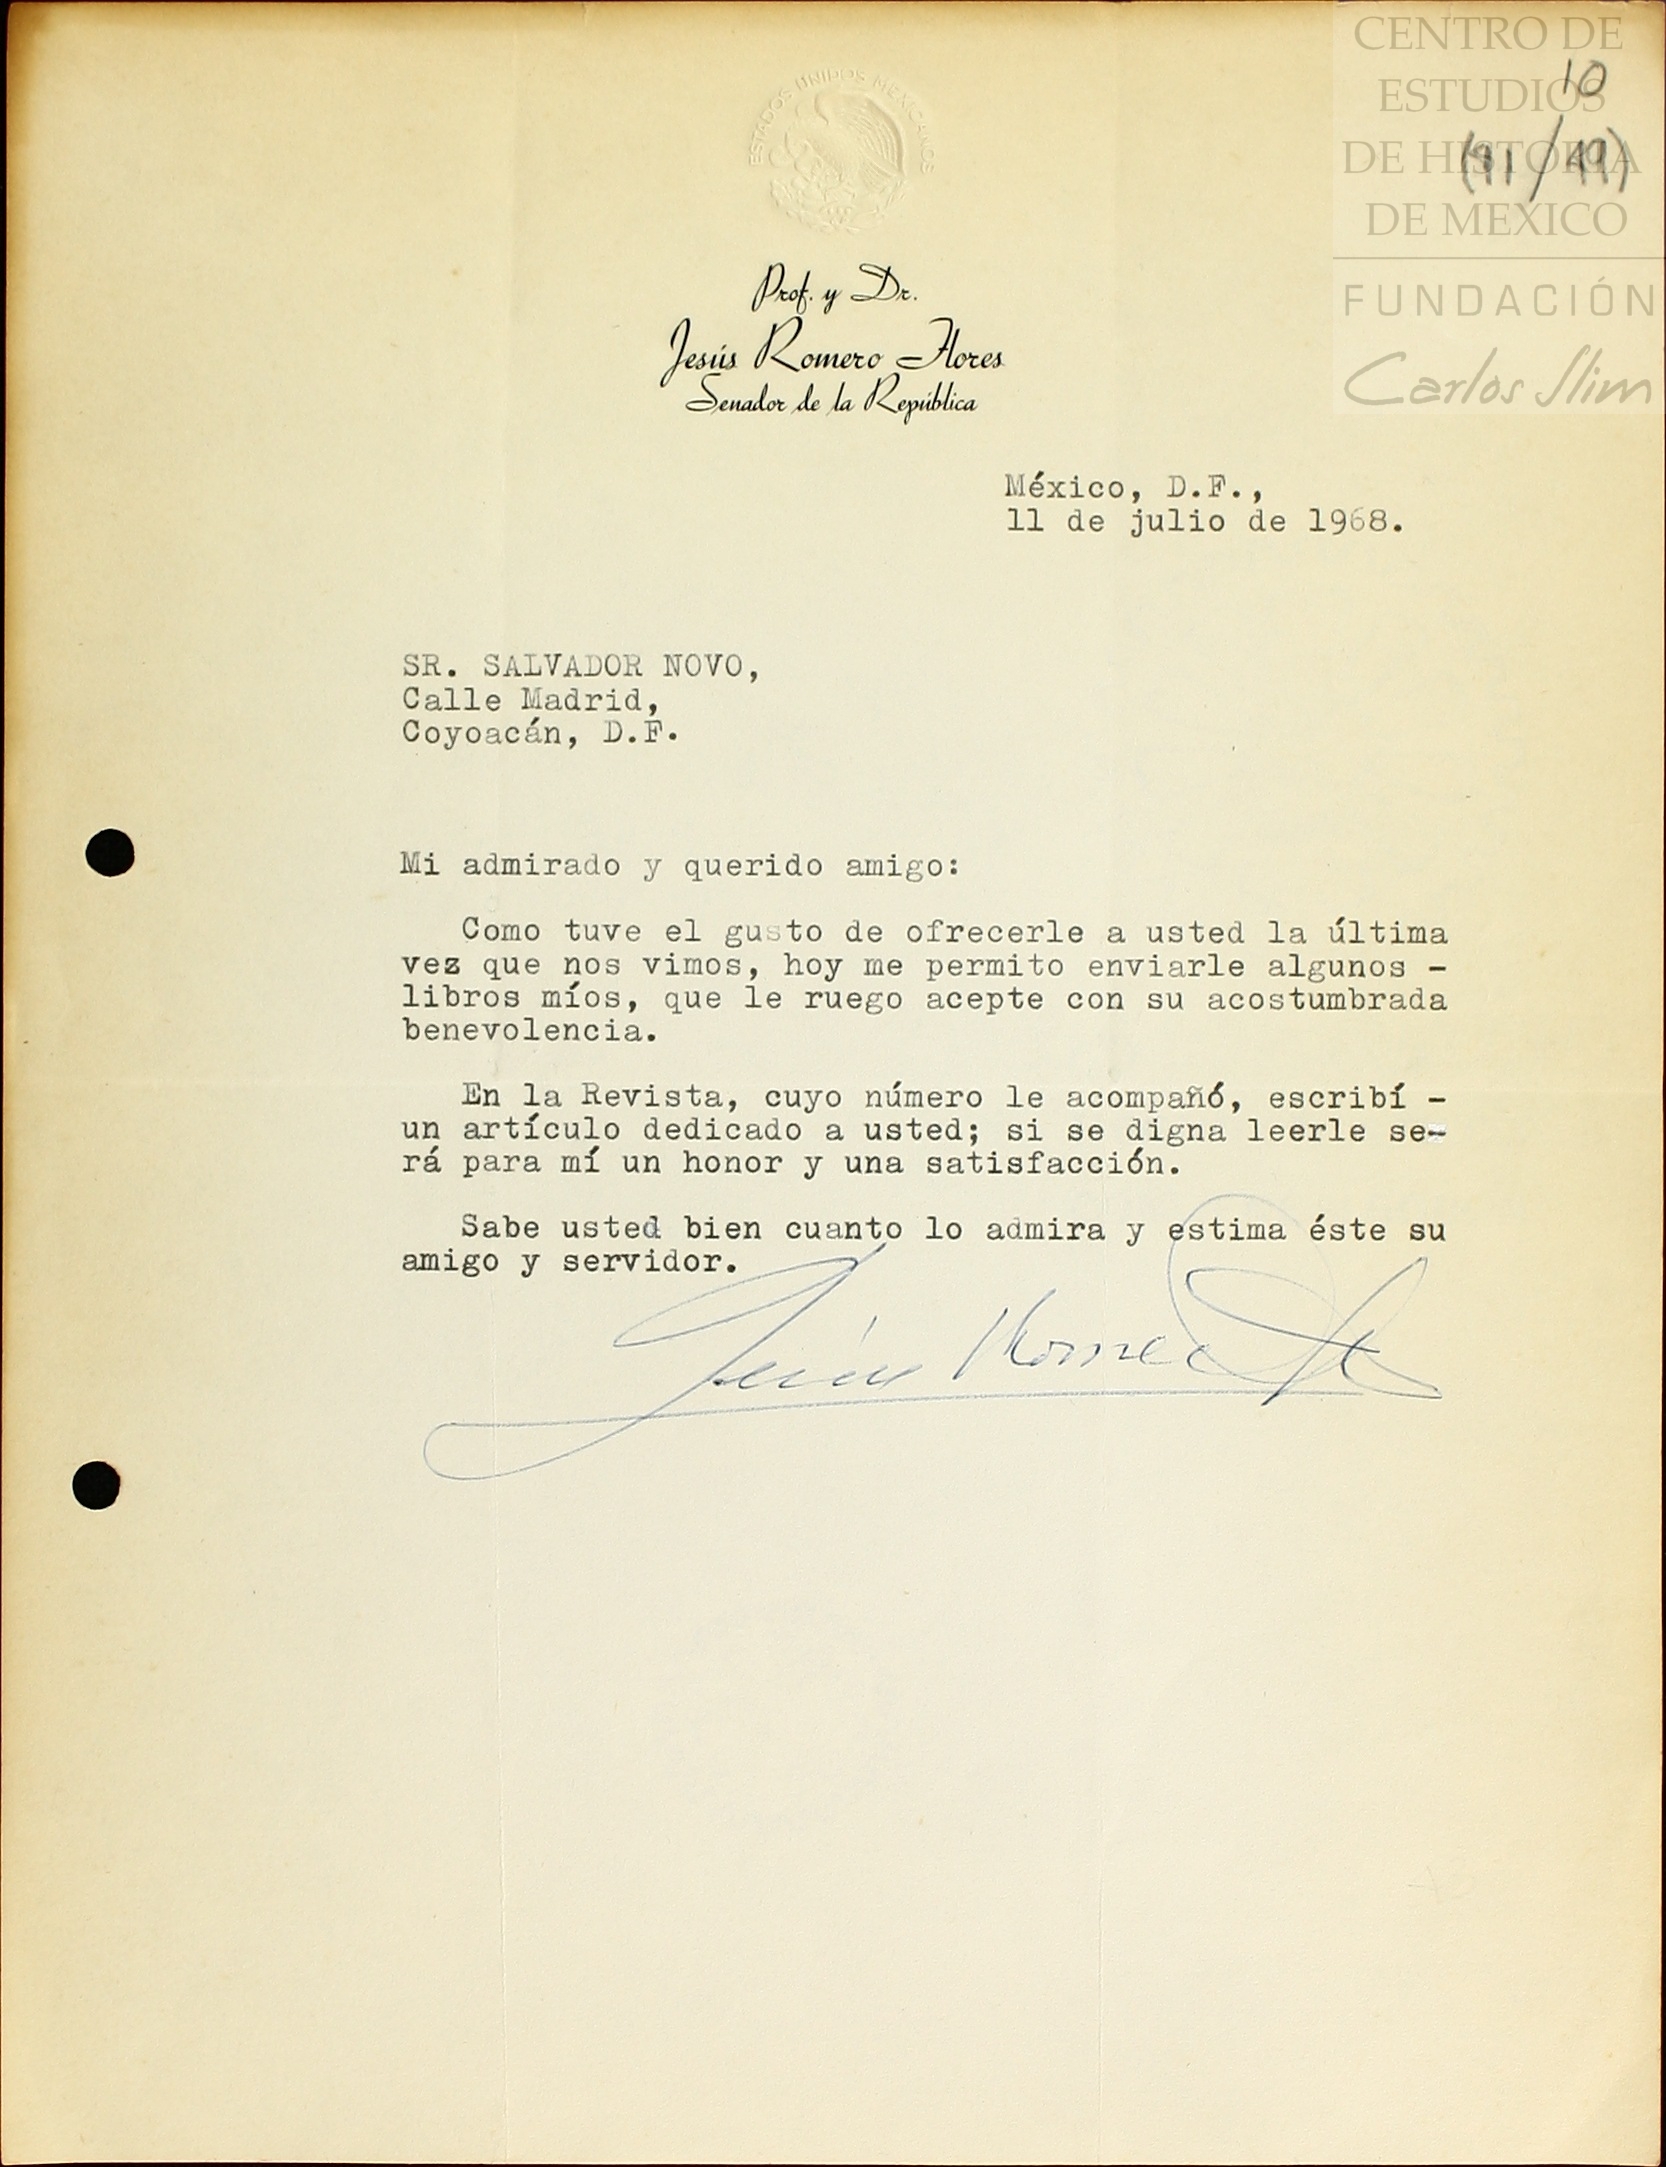 CENTRO DE
ESTUDIOS
DE HISTORIA
DE MEXICO
FUNDACIÓN
Carlos Slim
10
ESTADOS UNIDOS MEXICANOS
Prof. y Dr.
Jesús Romero Flores
Senador de la República
México, D.F.,
11 de julio de 1968.
SR. SALVADOR NOVO,
Calle Madrid,
Coyoacán, D.F.
Mi admirado y querido amigo:
Como tuve el gusto de ofrecerle a usted la última
vez que nos vimos, hoy me permito enviarle algunos -
libros míos, que le ruego acepte con su acostumbrada
benevolencia.
En la Revista, cuyo número le acompañó, escribí -
un artículo dedicado a usted; si se digna leerle se-
rá para mí un honor y una satisfacción.
Sabe usted bien cuanto lo admira y estima éste su
amigo y servidor.
Jesús Romero